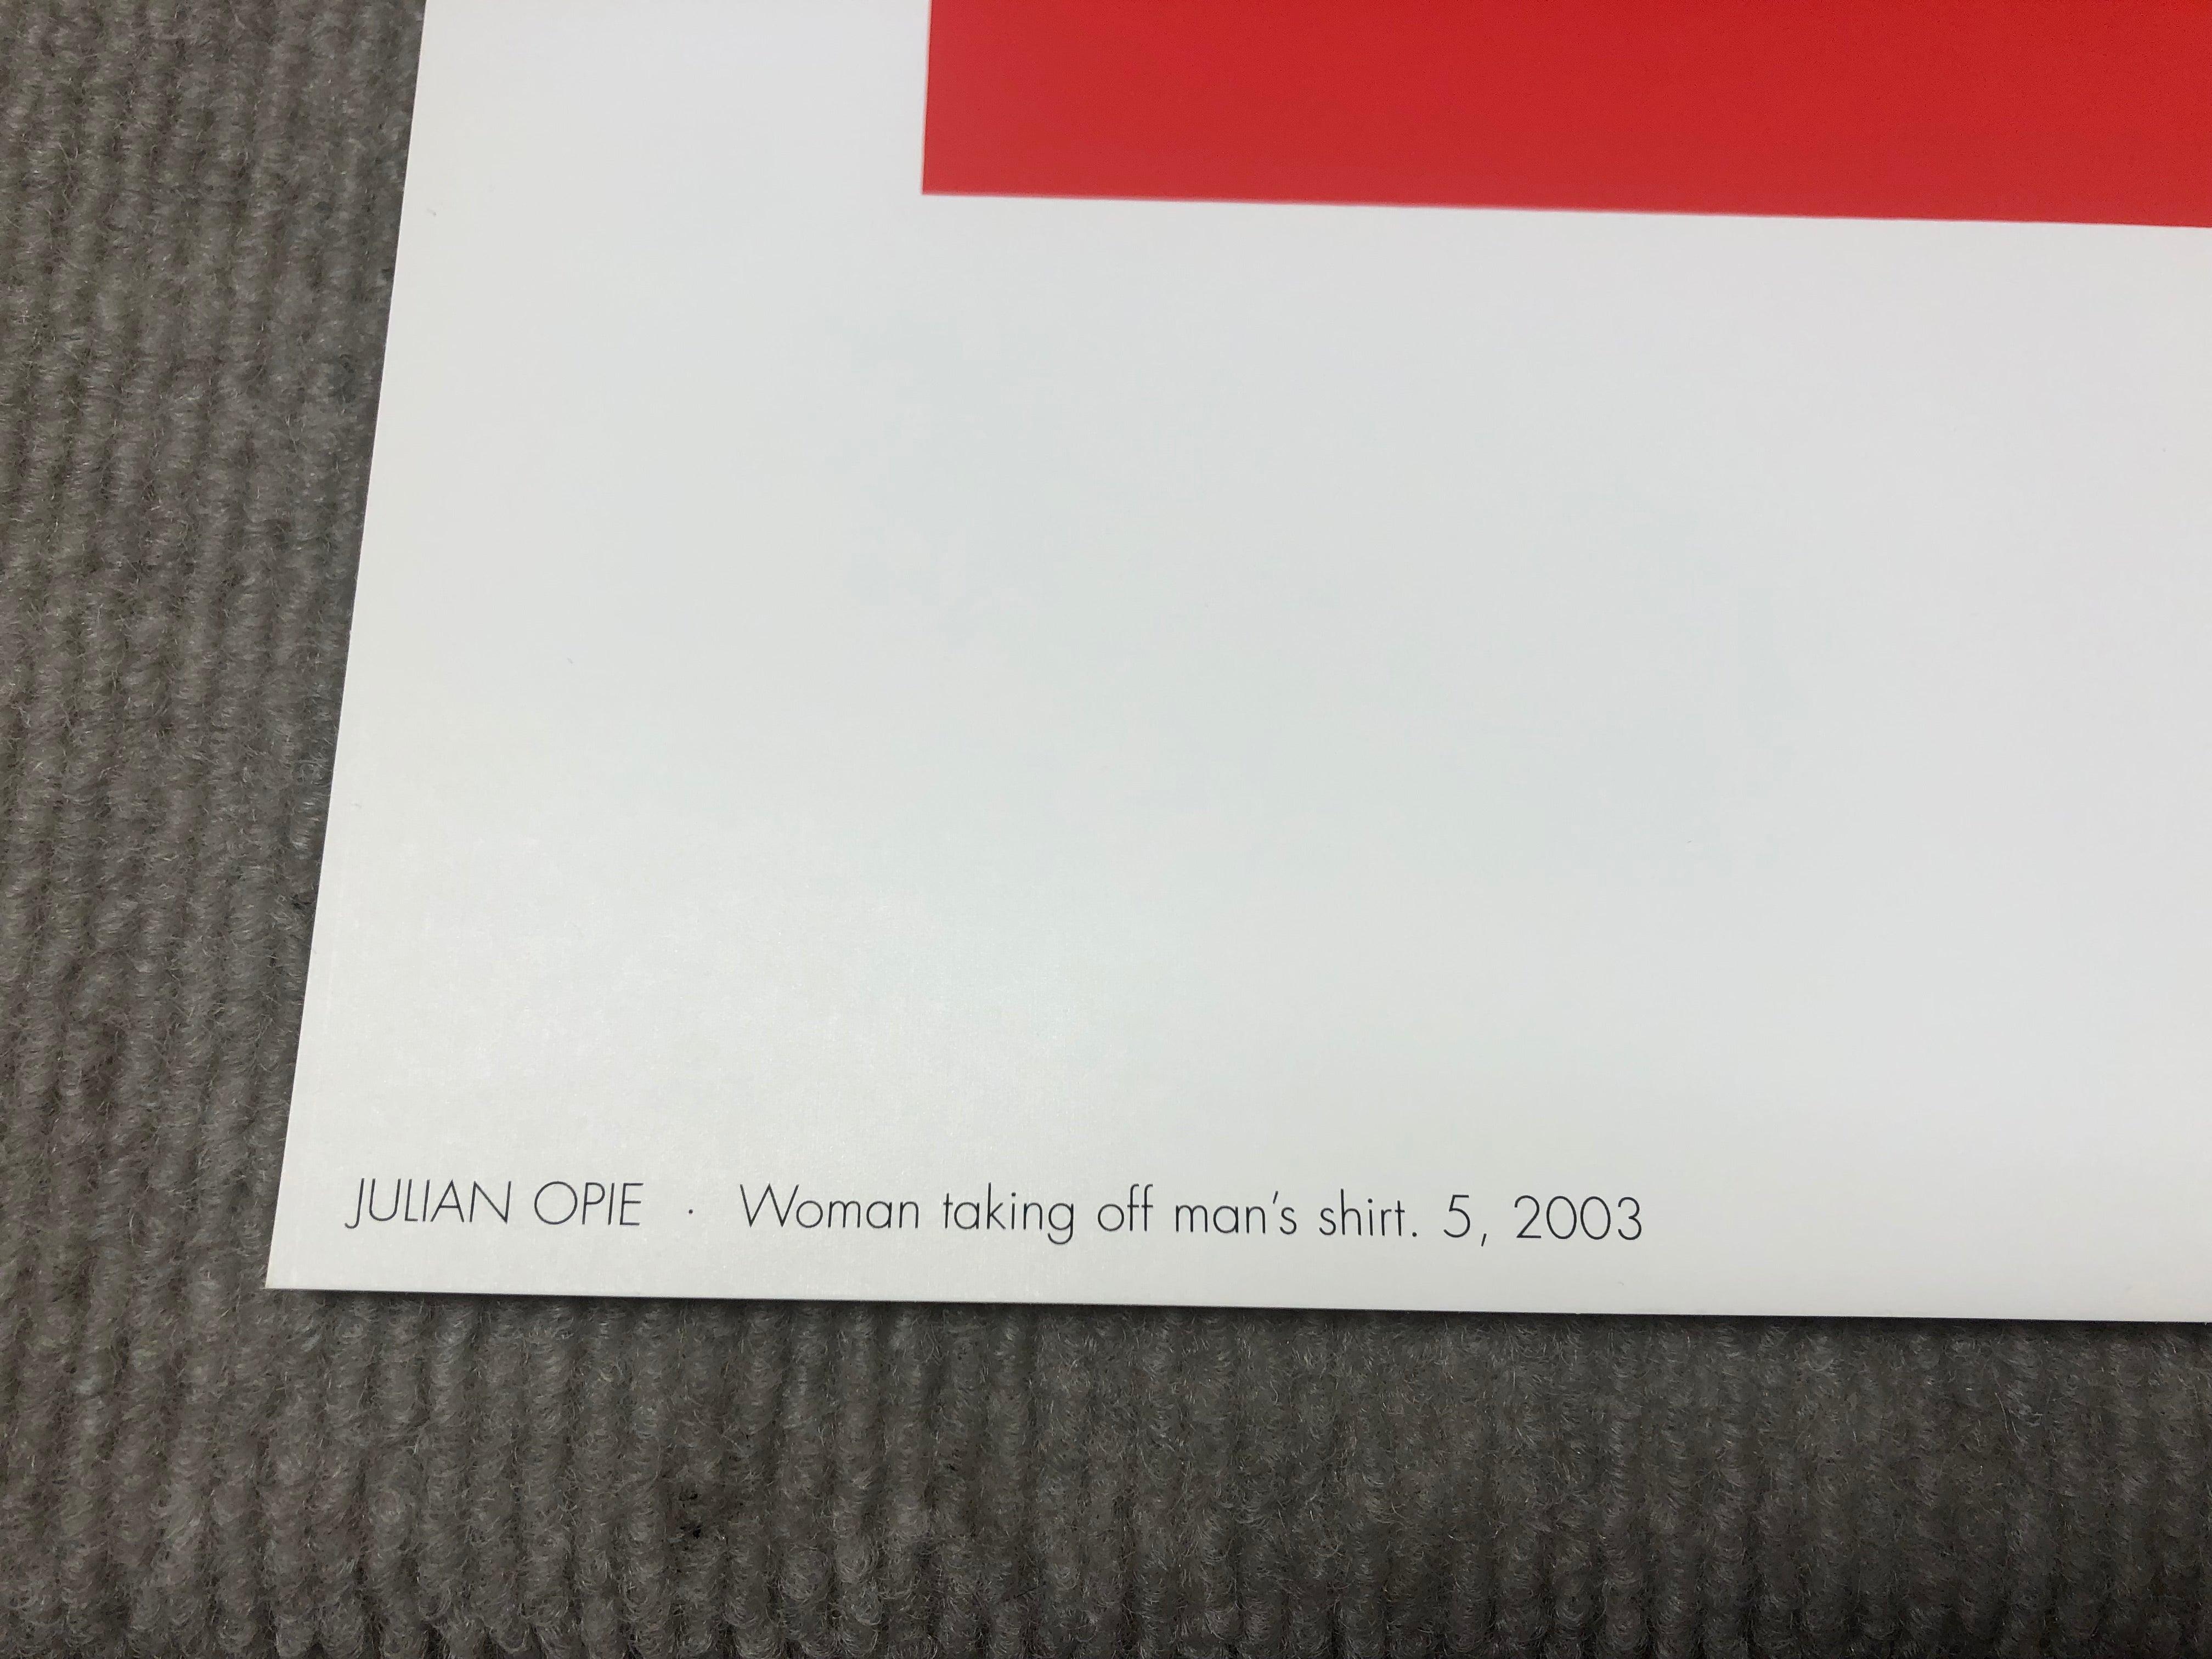 JULIAN OPIE · Woman taking off man's shirt. 5, 2003